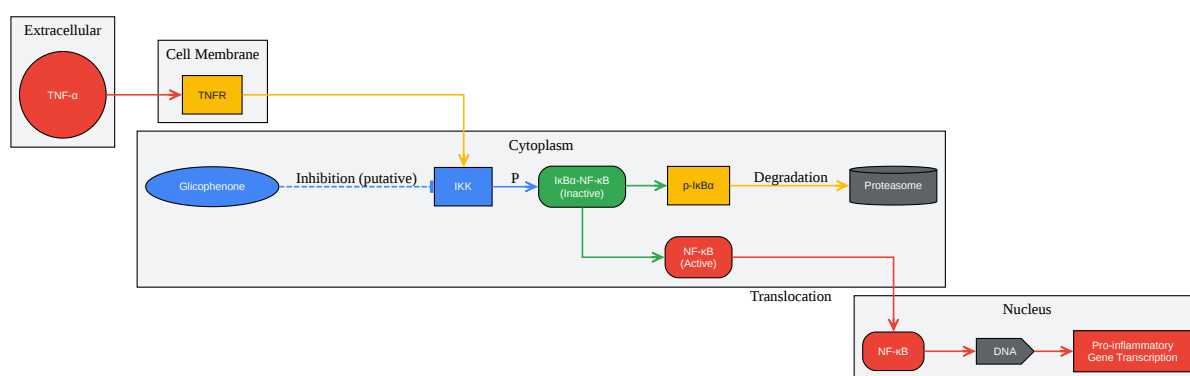 Extracellular
TNF-α
Cell Membrane
TNFR
Cytoplasm
Glicophenone
Inhibition (putative)
IKK
P
IκBα-NF-κB
(Inactive)
p-IκBα
Degradation
Proteasome
NF-κB
(Active)
Translocation
Nucleus
NF-κB
DNA
Pro-inflammatory
Gene Transcription